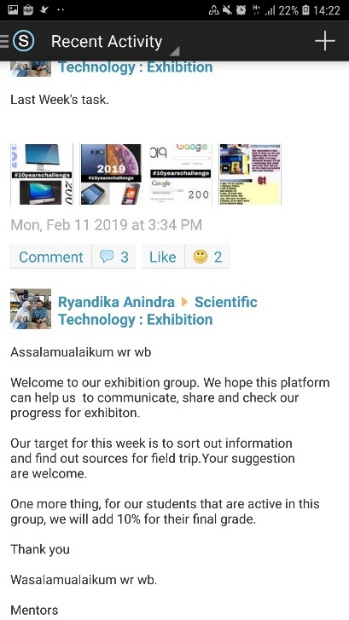 22% 14:22
S Recent Activity
Technology : Exhibition
Last Week's task.
#10yearschallenge
2019
#10yearschallenge
Google
Google
200
01
Mon, Feb 11 2019 at 3:34 PM
Comment 3 Like 2
Ryandika Anindra Scientific
Technology : Exhibition
Assalamualaikum wr wb
Welcome to our exhibition group. We hope this platform
can help us to communicate, share and check our
progress for exhibiton.
Our target for this week is to sort out information
and find out sources for field trip.Your suggestion
are welcome.
One more thing, for our students that are active in this
group, we will add 10% for their final grade.
Thank you
Wasalamualaikum wr wb.
Mentors